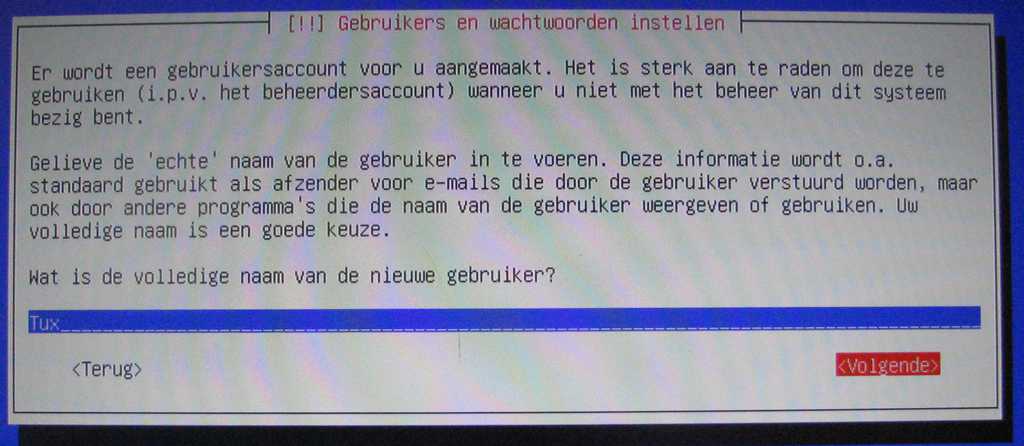 [!!] Gebruikers en wachtwoorden instellen
Er wordt een gebruikersaccount voor u aangemaakt. Het is sterk aan te raden om deze te
gebruiken (i.p.v. het beheerdersaccount) wanneer u niet met het beheer van dit systeem
bezig bent.
Gelieve de 'echte' naam van de gebruiker in te voeren. Deze informatie wordt o.a.
standaard gebruikt als afzender voor e-mails die door de gebruiker verstuurd worden, maar
ook door andere programma's die de naam van de gebruiker weergeven of gebruiken. Uw
volledige naam is een goede keuze.
Wat is de volledige naam van de nieuwe gebruiker?
Tux
<Terug> <Volgende>